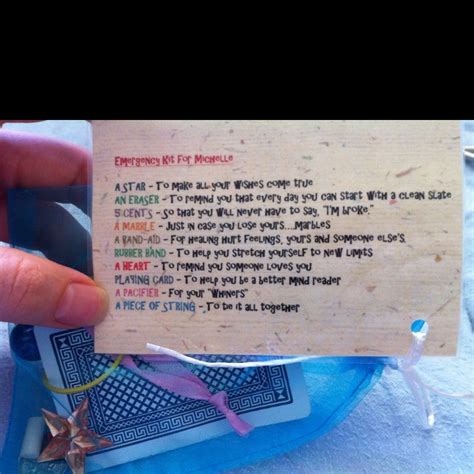 Emergency Kit For Michelle
A STAR - To make all your wishes come true
AN ERASER - To remind you that every day you can start with a clean slate
5 CENTS - So that you will never have to say, "I'm broke."
A MARBLE - Just in case you lose yours...marbles
A BAND-AID - For healing hurt feelings, yours and someone else's.
RUBBER BAND - To help you stretch yourself to new limits
A HEART - To remind you someone loves you
PLAYING CARD - To help you be a better mind reader
A PACIFIER - For your "whiners"
A PIECE OF STRING - To tie it all together